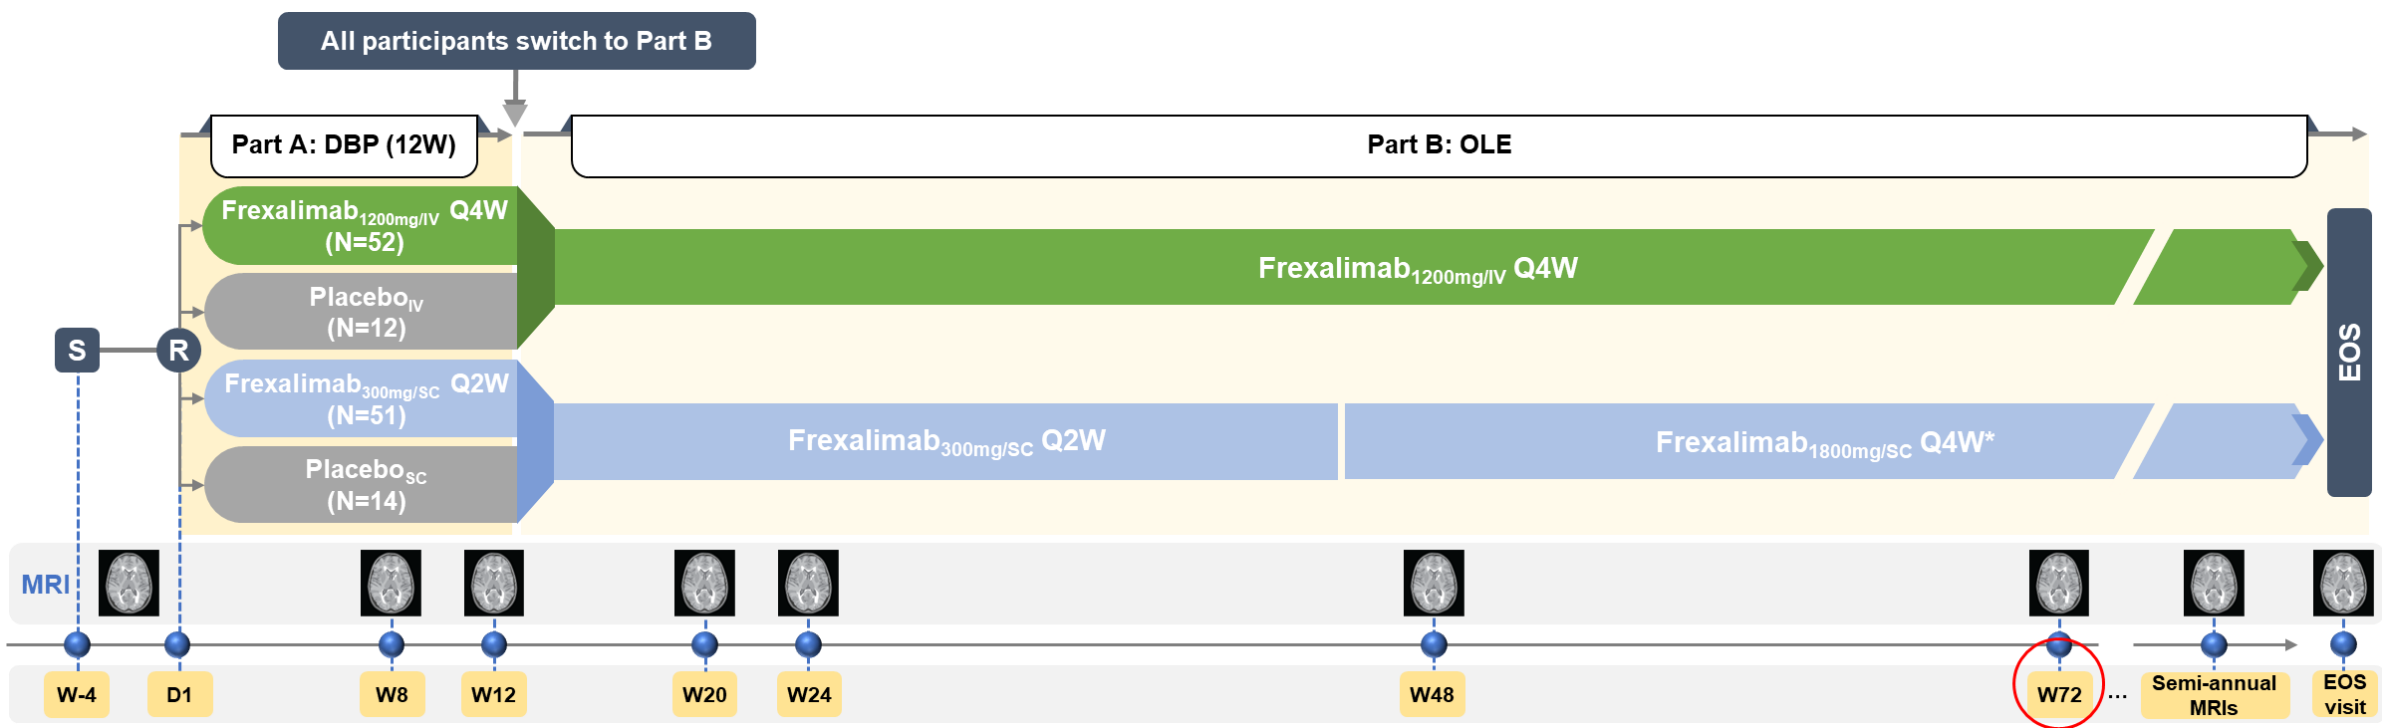 All participants switch to Part B
Part A: DBP (12W)
Part B: OLE
Frexalimab1200mg/IV Q4W
(N=52)
PlaceboIV
(N=12)
Frexalimab1200mg/IV Q4W
S
R
EOS
Frexalimab300mg/SC Q2W
(N=51)
PlaceboSC
(N=14)
Frexalimab300mg/SC Q2W
Frexalimab1800mg/SC Q4W*
MRI
W-4
D1
W8
W12
W20
W24
W48
W72
...
Semi-annual
MRIs
EOS
visit